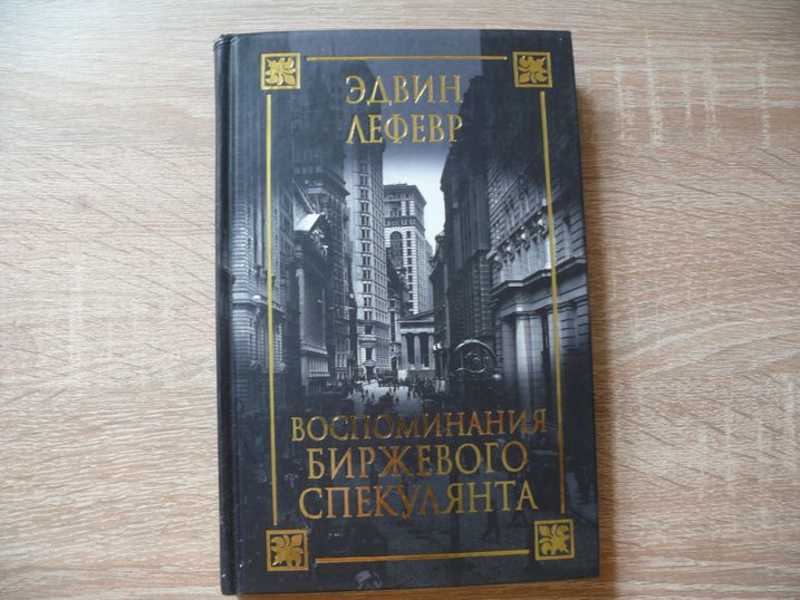 ЭДВИН
ЛЕФЕВР
ВОСПОМИНАНИЯ
БИРЖЕВОГО
СПЕКУЛЯНТА